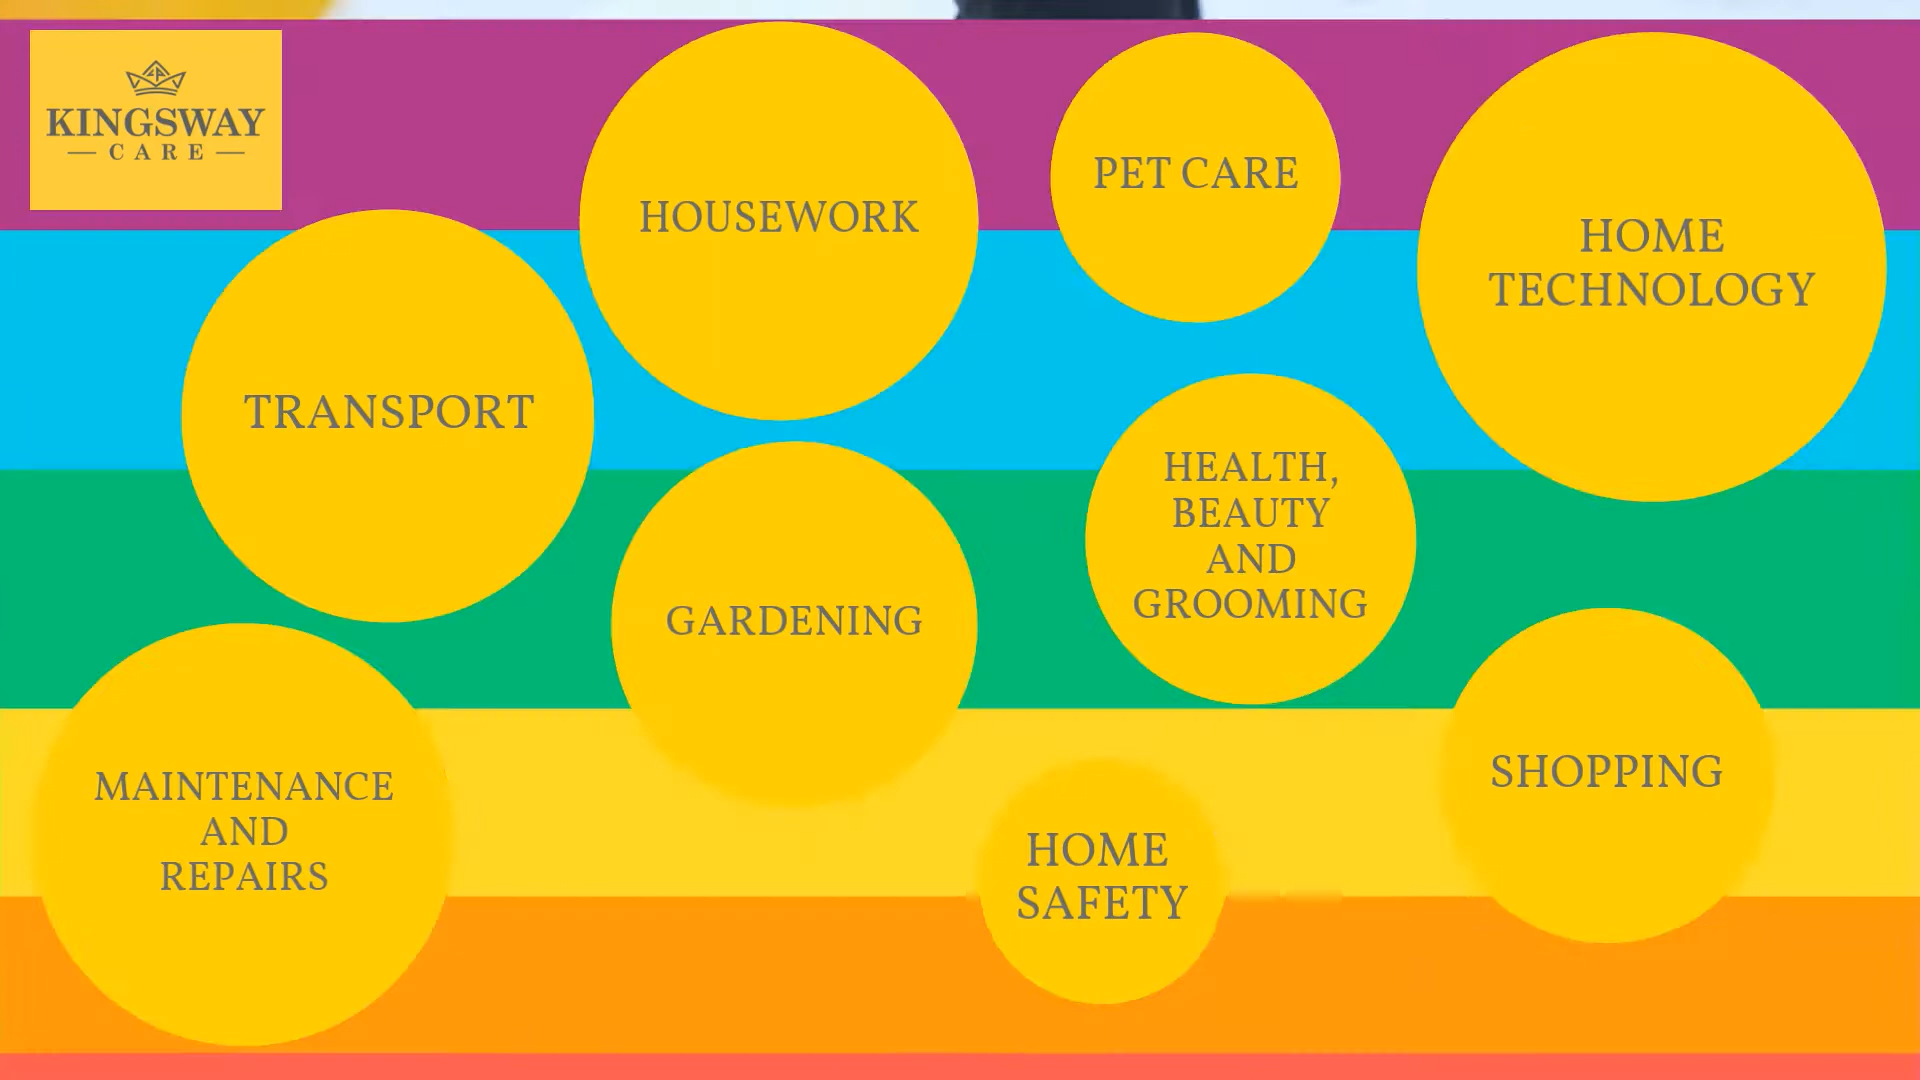 KINGSWAY
CARE
HOUSEWORK
PET CARE
HOME
TECHNOLOGY
TRANSPORT
HEALTH,
BEAUTY
AND
GROOMING
GARDENING
MAINTENANCE
AND
REPAIRS
HOME
SAFETY
SHOPPING